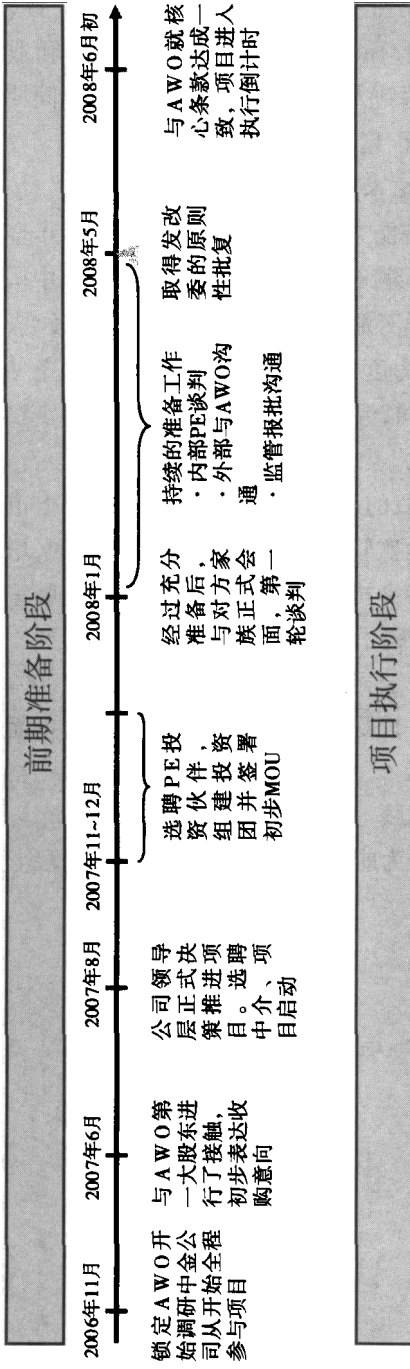 前期准备阶段
2006年11月
2007年6月
2007年8月
2007年11~12月
2008年1月
2008年5月
2008年6月初
锁定AWO开
始调研中金公
司从开始全程
参与项目
与AWO第
一大股东进
行了接触，
初步表达收
购意向
公司领导
层正式决
策推进项
目。选聘
中介、项
目启动
选聘PE投
资伙伴，
组建投资
团并签署
初步MOU
经过充分
准备后，
与对方家
族正式会
面，第一
轮谈判
持续的准备工作
·内部PE谈判
·外部与AWO沟
通
·监管报批沟通
取得发改
委的原则
性批复
与AWO就核
心条款达成一
致，项目进入
执行倒计时
项目执行阶段